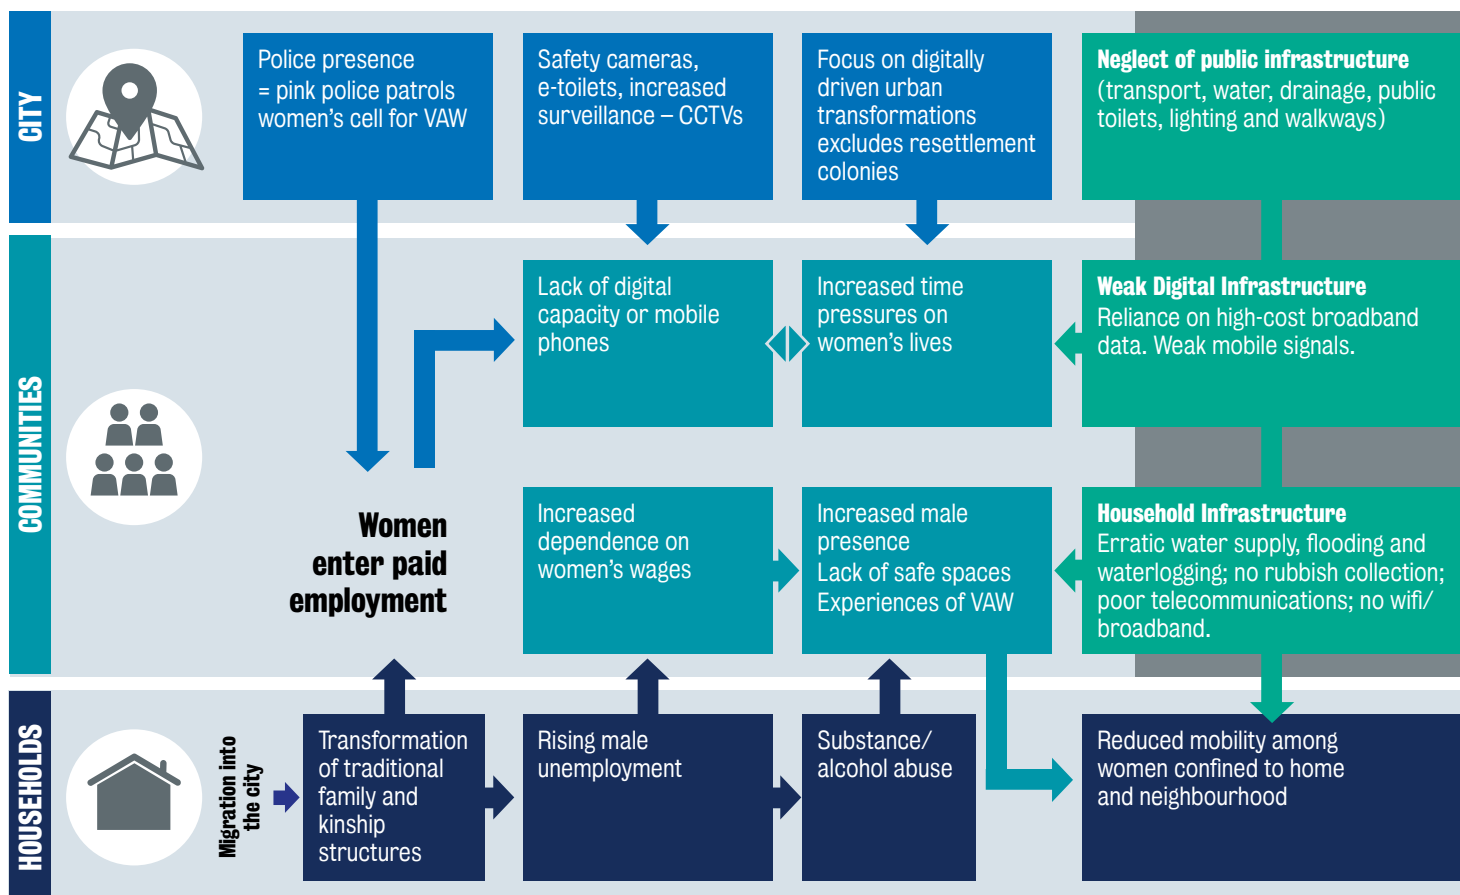 CITY
Police presence
= pink police patrols
women's cell for VAW
Safety cameras,
e-toilets, increased
surveillance – CCTVs
Focus on digitally
driven urban
transformations
excludes resettlement
colonies
Neglect of public infrastructure
(transport, water, drainage, public
toilets, lighting and walkways)
COMMUNITIES
Lack of digital
capacity or mobile
phones
Increased time
pressures on
women's lives
Weak Digital Infrastructure
Reliance on high-cost broadband
data. Weak mobile signals.
Women
enter paid
employment
Increased
dependence on
women's wages
Increased male
presence
Lack of safe spaces
Experiences of VAW
Household Infrastructure
Erratic water supply, flooding and
waterlogging; no rubbish collection;
poor telecommunications; no wifi/
broadband.
HOUSEHOLDS
Migration into
the city
Transformation
of traditional
family and
kinship
structures
Rising male
unemployment
Substance/
alcohol abuse
Reduced mobility among
women confined to home
and neighbourhood